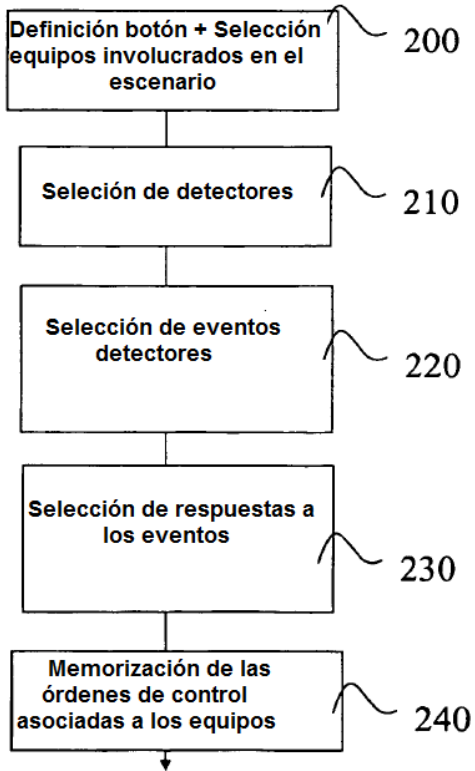 Definición botón + Selección
equipos involucrados en el
escenario
200
Seleción de detectores
210
Selección de eventos
detectores
220
Selección de respuestas a
los eventos
230
Memorización de las
órdenes de control
asociadas a los equipos
240